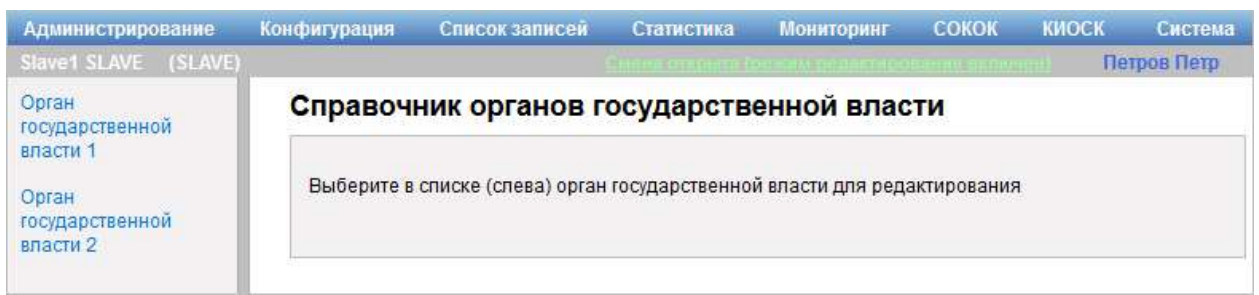 Администрирование Конфигурация Список записей Статистика Мониторинг СОКОК КИОСК Система
Slave1 SLAVE (SLAVE) Смена открыта (режим редактирования включен) Петров Петр
Орган
государственной
власти 1
Орган
государственной
власти 2
Справочник органов государственной власти
Выберите в списке (слева) орган государственной власти для редактирования